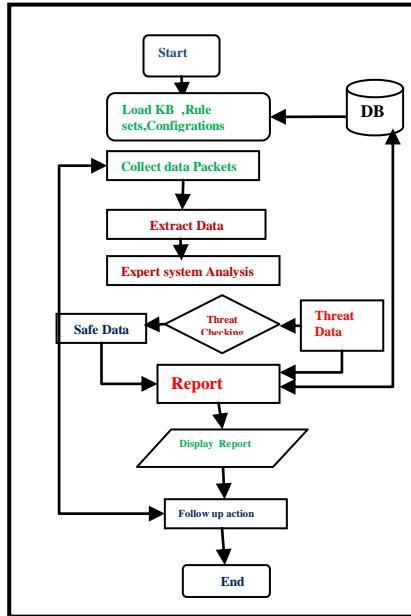 Start
Load KB ,Rule
sets,Configrations
DB
Collect data Packets
Extract Data
Expert system Analysis
Safe Data
Threat
Checking
Threat
Data
Report
Display Report
Follow up action
End